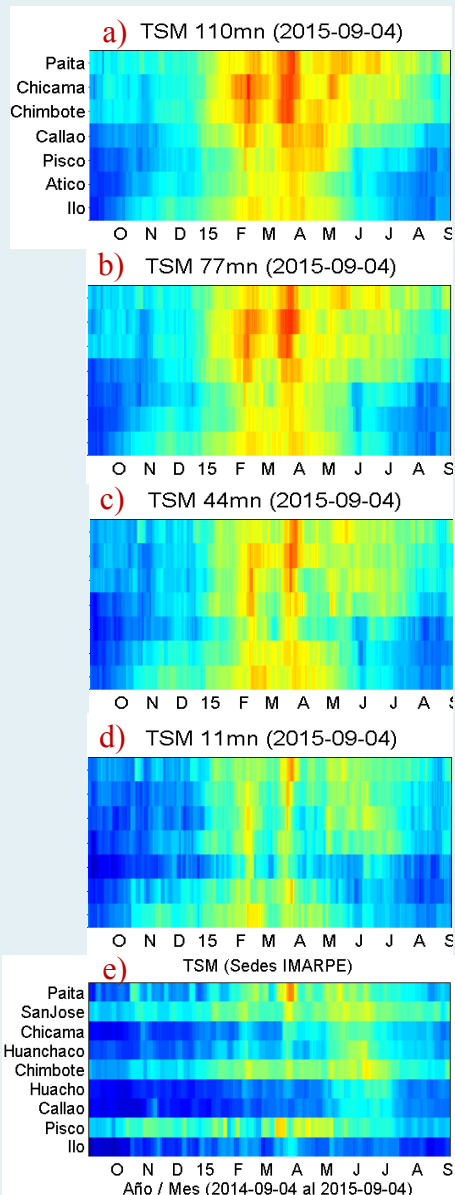 a) TSM 110mn (2015-09-04)
Paita
Chicama
Chimbote
Callao
Pisco
Atico
Ilo
O N D 15 F M A M J J A S
b) TSM 77mn (2015-09-04)
O N D 15 F M A M J J A S
c) TSM 44mn (2015-09-04)
O N D 15 F M A M J J A S
d) TSM 11mn (2015-09-04)
O N D 15 F M A M J J A S
e) TSM (Sedes IMARPE)
Paita
SanJose
Chicama
Huanchaco
Chimbote
Huacho
Callao
Pisco
Ilo
O N D 15 F M A M J J A S
Año / Mes (2014-09-04 al 2015-09-04)